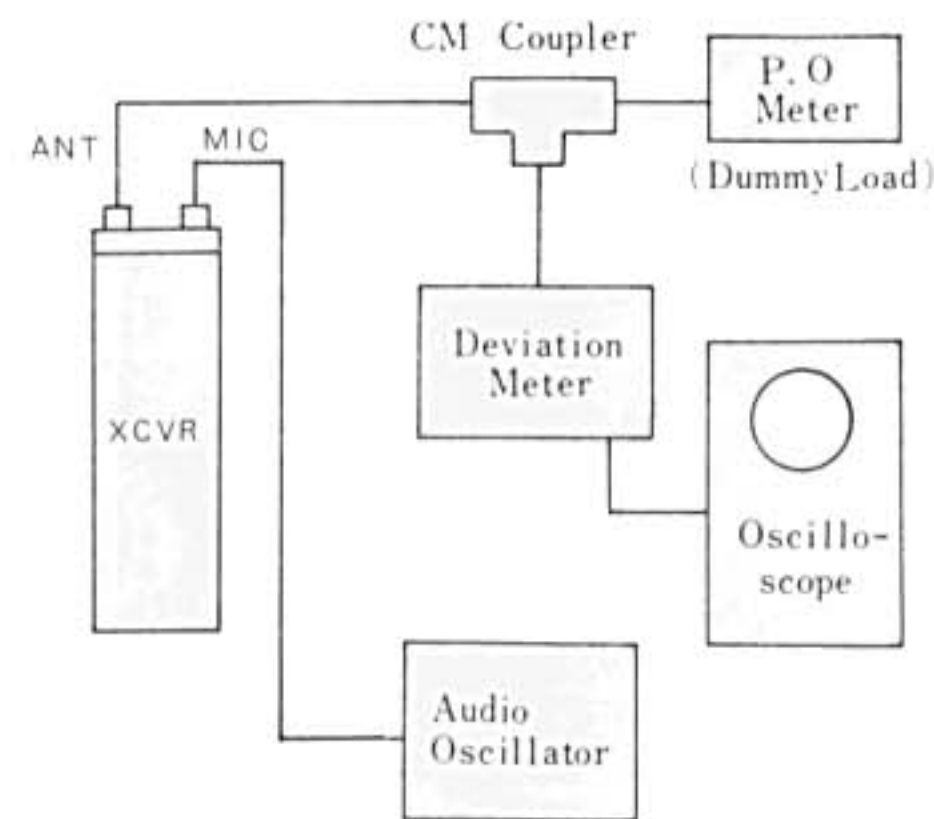 CM Coupler
P.O
Meter
(Dummy Load)
ANT
MIC
Deviation
Meter
XCVR
Oscillo-
scope
Audio
Oscillator